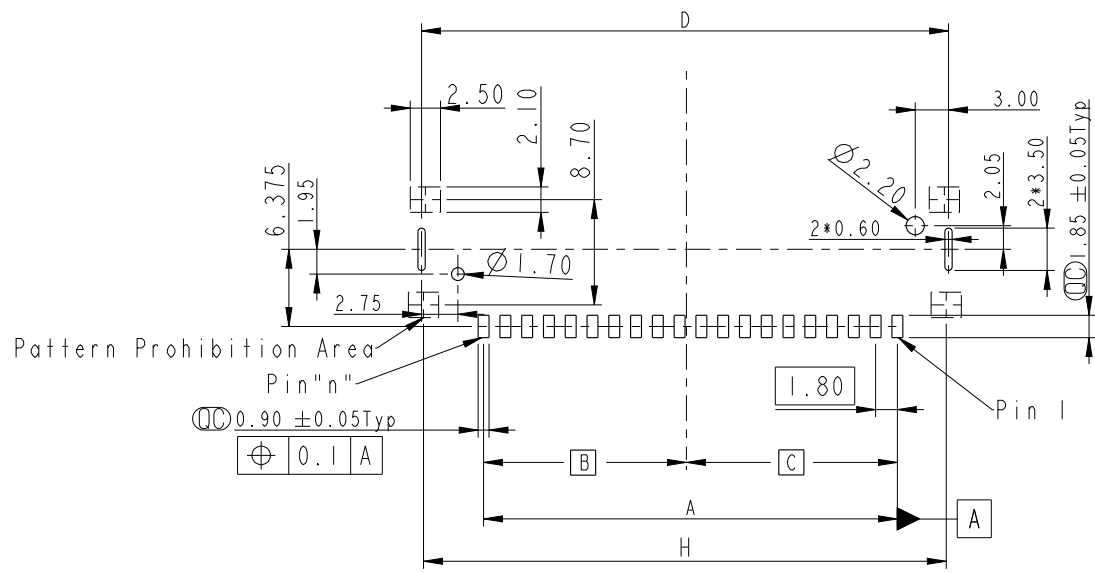 D
2.50
2.10
8.70
3.00
Ø2.20
2.05
2*3.50
QC 1.85 ±0.05Typ
6.375
1.95
2*0.60
Ø1.70
2.75
Pattern Prohibition Area
Pin"n"
1.80
Pin 1
QC 0.90 ±0.05Typ
⌖ 0.1 A
B
C
A
A
H